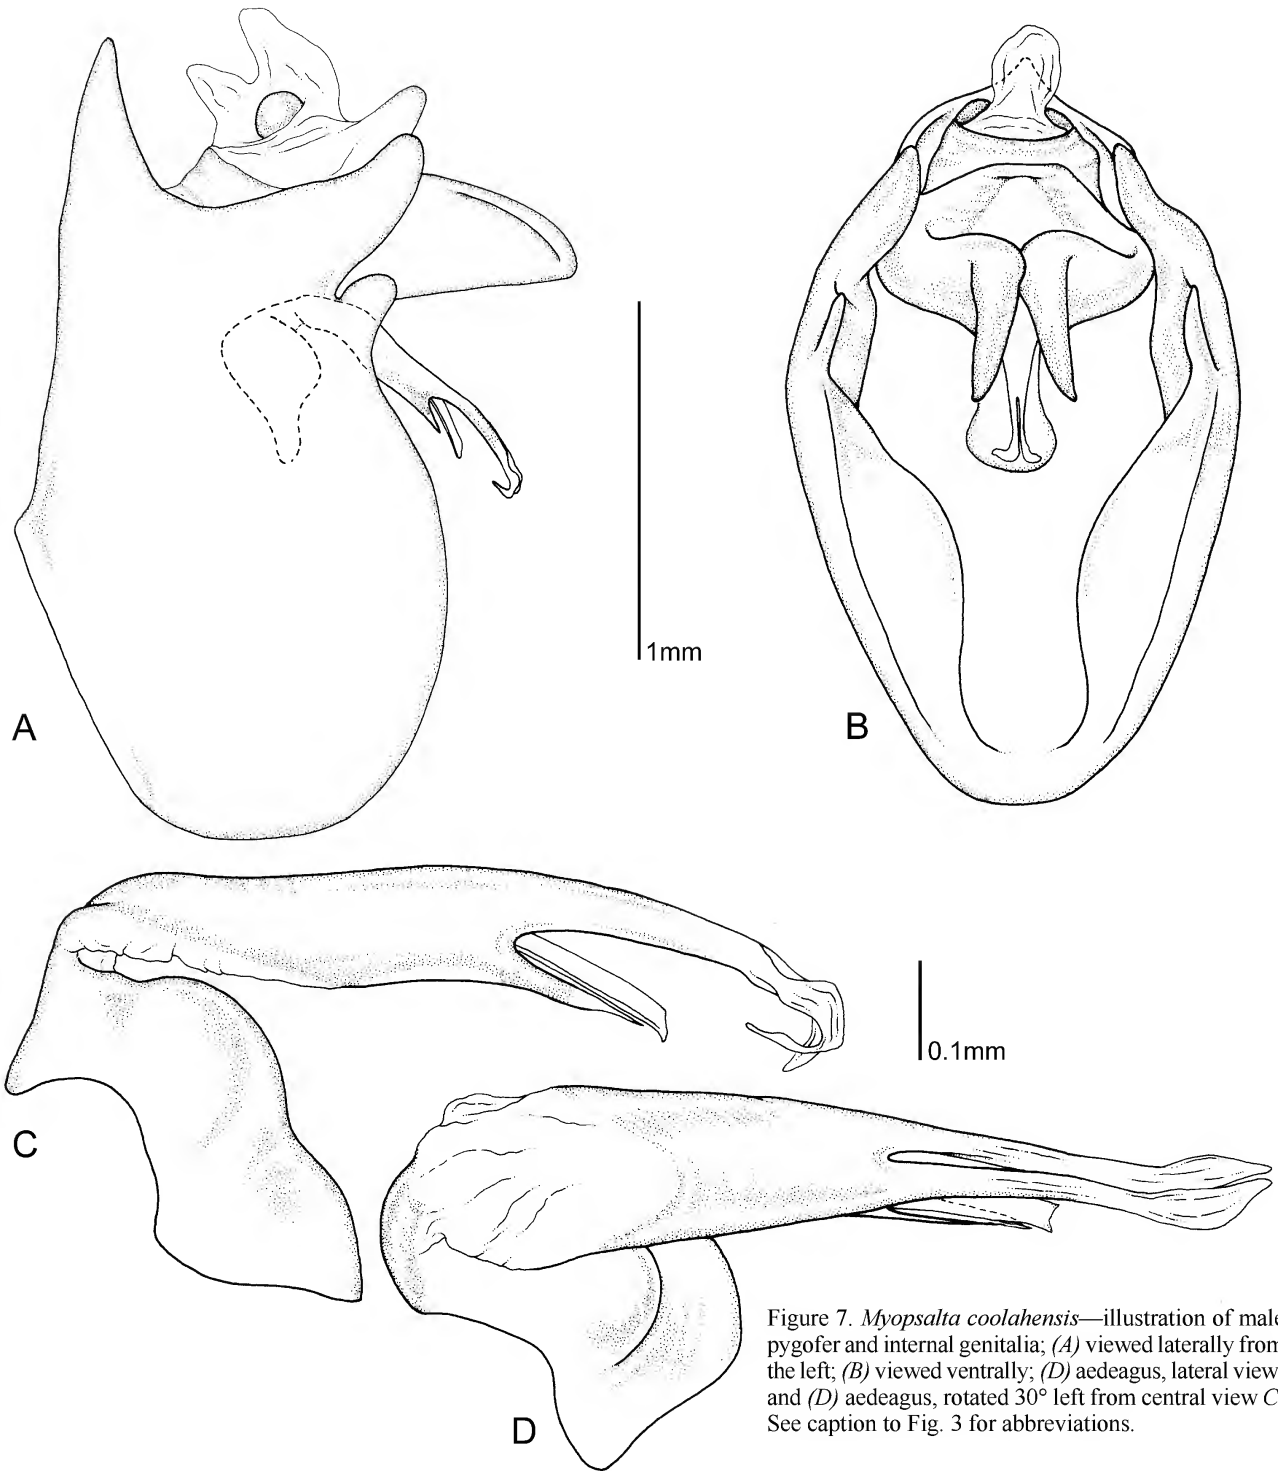 A
1mm
B
C
0.1mm
D
Figure 7. Myopsalta coolahensis—illustration of male
pygofer and internal genitalia; (A) viewed laterally from
the left; (B) viewed ventrally; (D) aedeagus, lateral view
and (D) aedeagus, rotated 30° left from central view C
See caption to Fig. 3 for abbreviations.